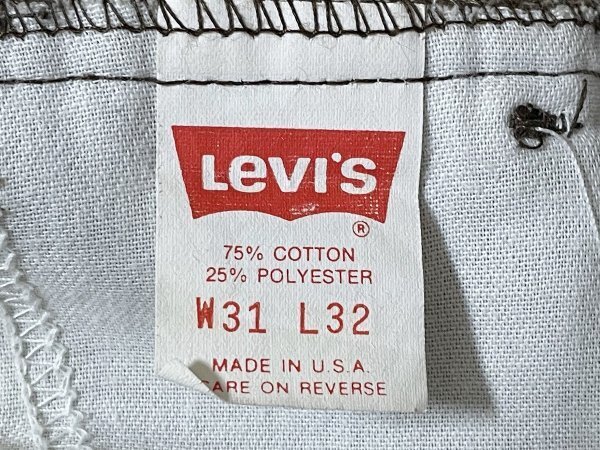 Levi's
®
75% COTTON
25% POLYESTER
W31 L32
MADE IN U.S.A.
CARE ON REVERSE